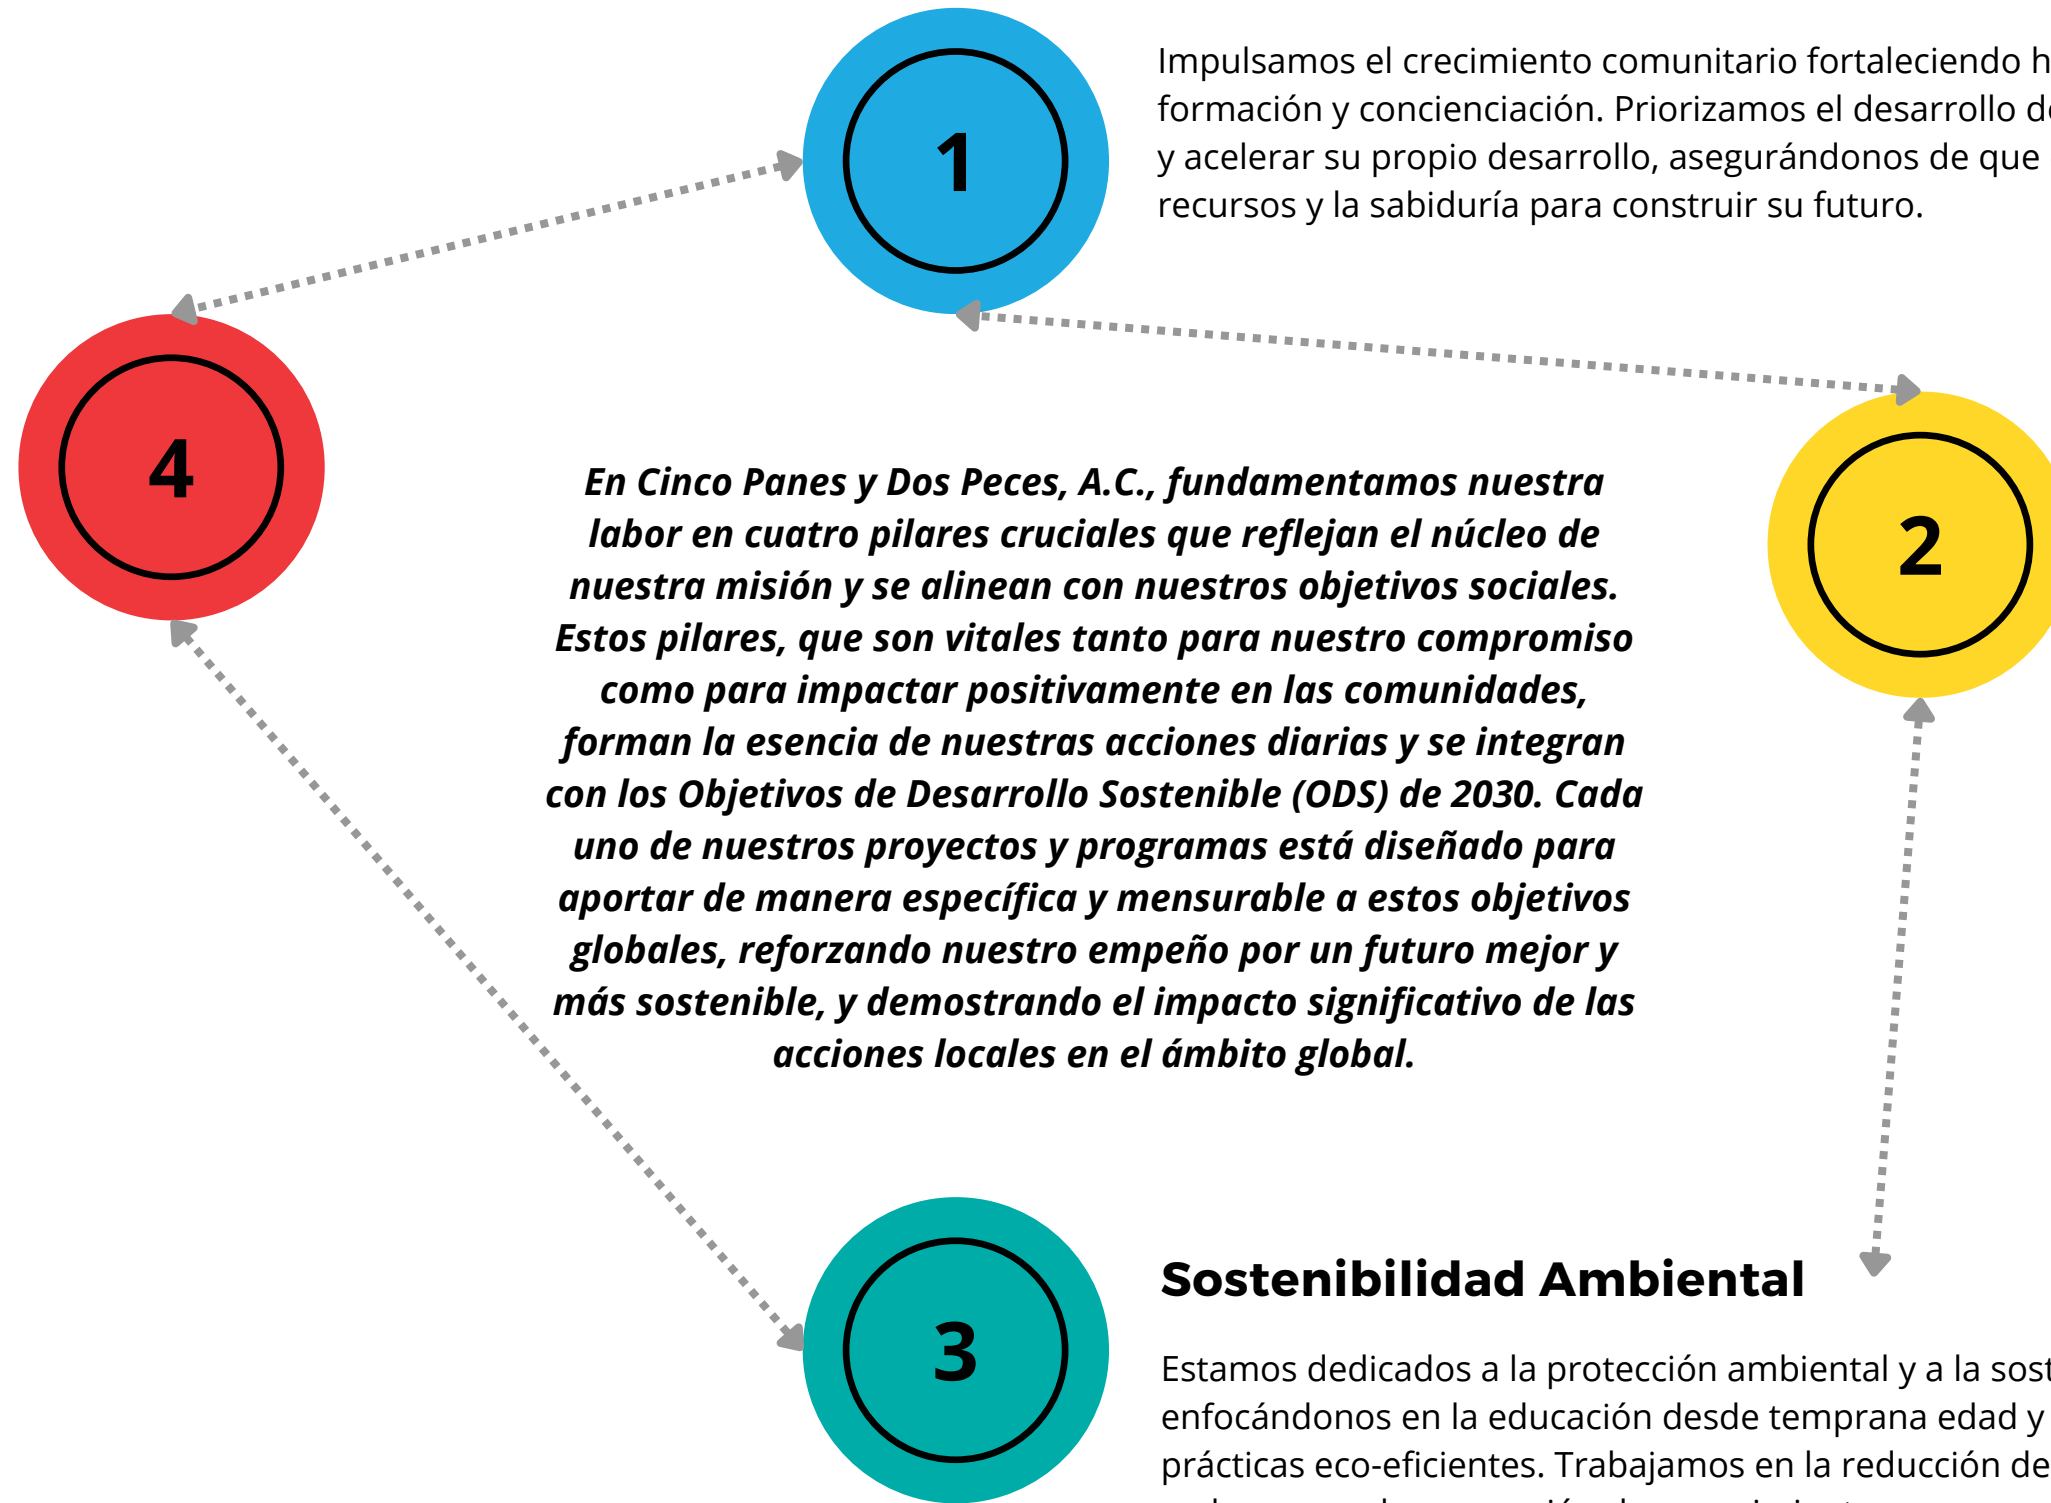 1
Impulsamos el crecimiento comunitario fortaleciendo
formación y concienciación. Priorizamos el desarrollo
y acelerar su propio desarrollo, asegurándonos de que
recursos y la sabiduría para construir su futuro.
4
2
En Cinco Panes y Dos Peces, A.C., fundamentamos nuestra
labor en cuatro pilares cruciales que reflejan el núcleo de
nuestra misión y se alinean con nuestros objetivos sociales.
Estos pilares, que son vitales tanto para nuestro compromiso
como para impactar positivamente en las comunidades,
forman la esencia de nuestras acciones diarias y se integran
con los Objetivos de Desarrollo Sostenible (ODS) de 2030. Cada
uno de nuestros proyectos y programas está diseñado para
aportar de manera específica y mensurable a estos objetivos
globales, reforzando nuestro empeño por un futuro mejor y
más sostenible, y demostrando el impacto significativo de las
acciones locales en el ámbito global.
3
Sostenibilidad Ambiental
Estamos dedicados a la protección ambiental y a la
enfocándonos en la educación desde temprana edad y
prácticas eco-eficientes. Trabajamos en la reducción de